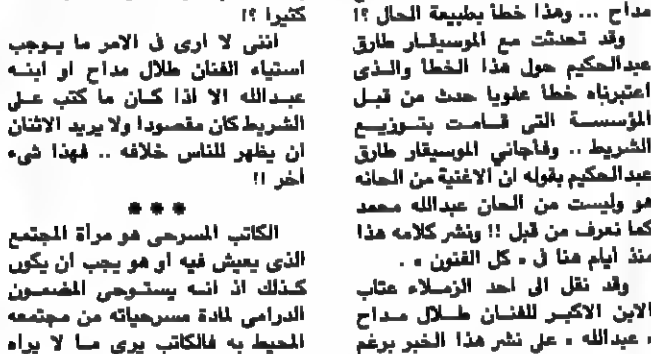 مداح ... وهذا خطأ بطبيعة الحال ؟!
وقد تحدثت مع الموسيقار طارق
عبدالحكيم حول هذا الخطأ والذى
اعتبرناه خطأ عفويا حدث من قبل
المؤسسة التى قامت بتوزيع
الشريط .. وفاجأنى الموسيقار طارق
عبدالحكيم بقوله ان الاغنية من الحانه
هو وليست من الحان عبدالله محمد
كما نعرف من قبل !! ونشر كلامه هذا
منذ أيام هنا فى « كل الفنون » .
وقد نقل الى احد الزملاء عتاب
الابن الاكبر للفنان طلال مداح
« عبدالله » على نشر هذا الخبر برغم
كثيرا ؟!
اننى لا ارى فى الامر ما يوجب
استياء الفنان طلال مداح او ابنه
عبدالله الا اذا كان ما كتب على
الشريط كان مقصودا ولا يريد الاثنان
ان يظهر للناس خلافه .. فهذا شىء
آخر !!
* * *
الكاتب المسرحى هو مرآة المجتمع
الذى يعيش فيه او هو يجب ان يكون
كذلك اذ انه يستوحى المضمون
الدرامى لمادة مسرحياته من مجتمعه
المحيط به فالكاتب يرى ما لا يراه